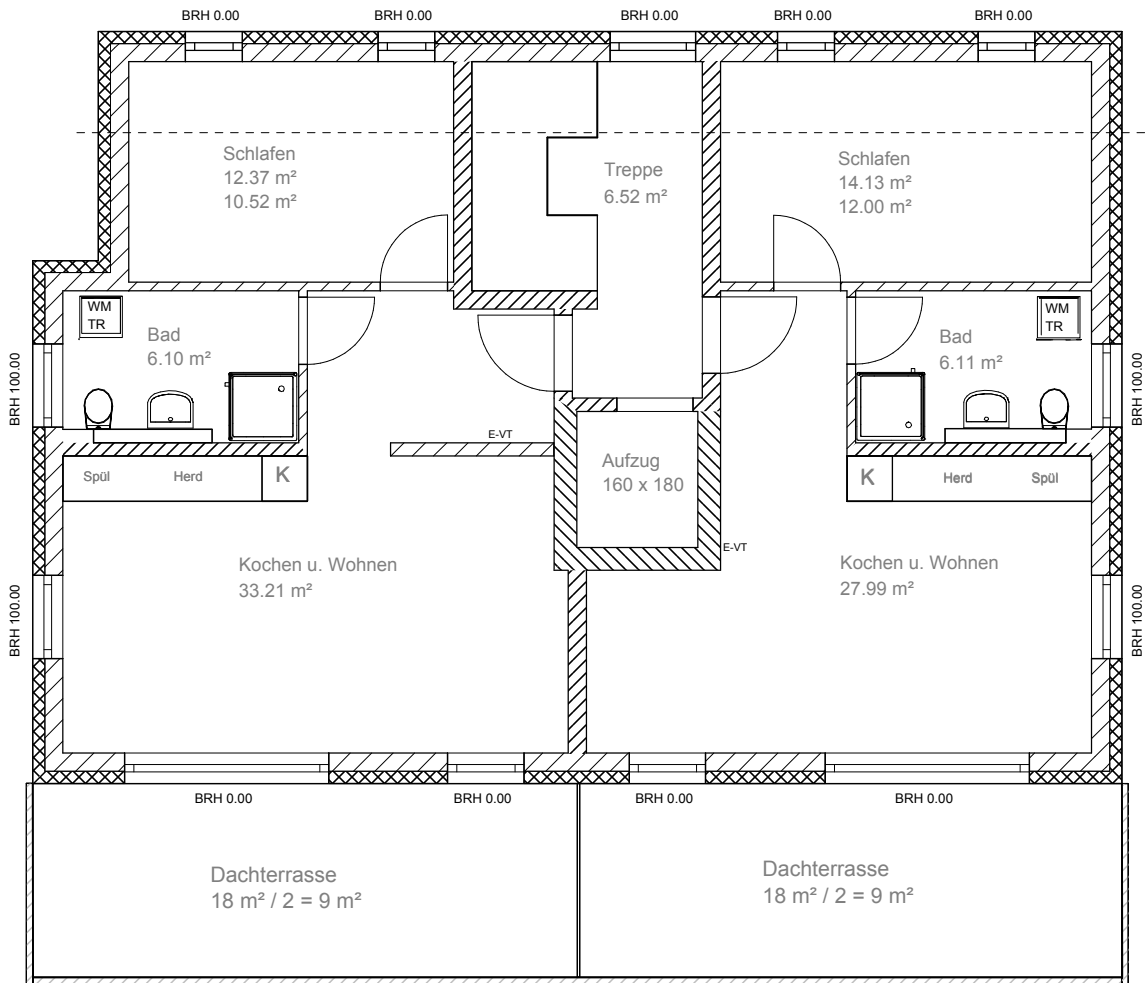 BRH 0.00
BRH 0.00
BRH 0.00
BRH 0.00
BRH 0.00
Schlafen
12.37 m²
10.52 m²
Treppe
6.52 m²
Schlafen
14.13 m²
12.00 m²
WM
TR
Bad
6.10 m²
Bad
6.11 m²
WM
TR
BRH 100.00
BRH 100.00
E-VT
Spül
Herd
K
Aufzug
160 x 180
K
Herd
Spül
E-VT
Kochen u. Wohnen
33.21 m²
Kochen u. Wohnen
27.99 m²
BRH 100.00
BRH 100.00
BRH 0.00
BRH 0.00
BRH 0.00
BRH 0.00
Dachterrasse
18 m² / 2 = 9 m²
Dachterrasse
18 m² / 2 = 9 m²